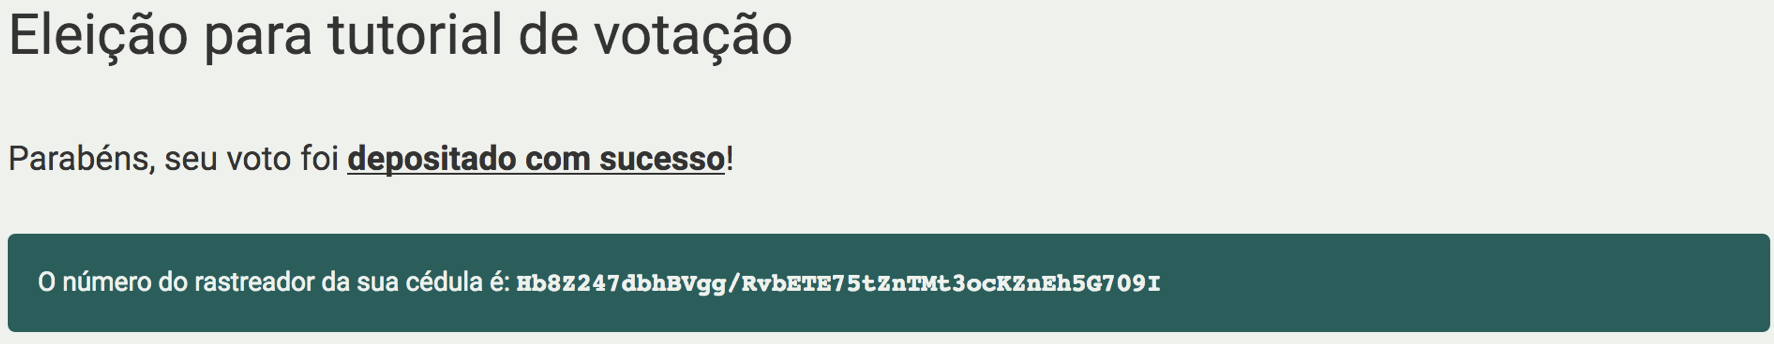 Eleição para tutorial de votação
Parabéns, seu voto foi depositado com sucesso!
O número do rastreador da sua cédula é: Hb8Z247dbhBVgg/RvbETE75tZnTMt3ocKZnEh5G709I